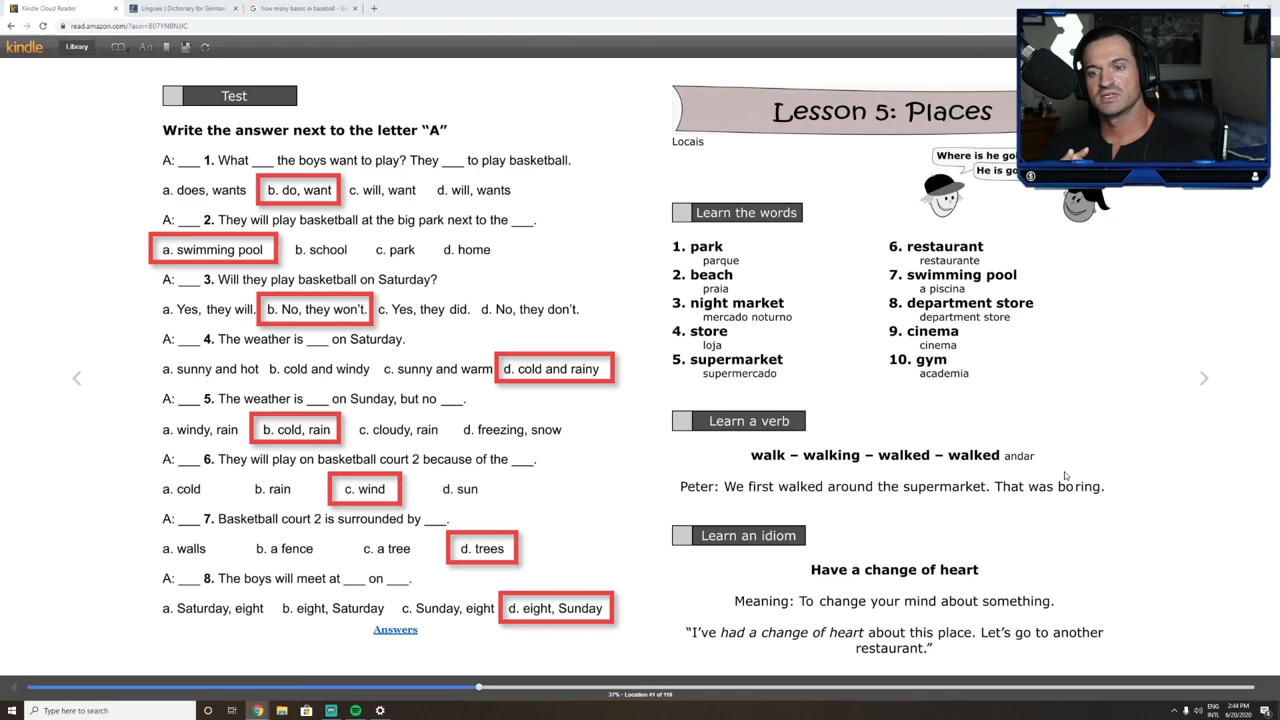 Kindle Cloud Reader
Linguee | Dictionary for German,
how many bases in baseball - G
read.amazon.com/?asin=B07YNBNJJC
kindle
Library
Aa
Test
Write the answer next to the letter “A”
A: ___ 1. What ___ the boys want to play? They ___ to play basketball.
a. does, wants b. do, want c. will, want d. will, wants
A: ___ 2. They will play basketball at the big park next to the ___.
a. swimming pool b. school c. park d. home
A: ___ 3. Will they play basketball on Saturday?
a. Yes, they will. b. No, they won’t. c. Yes, they did. d. No, they don’t.
A: ___ 4. The weather is ___ on Saturday.
a. sunny and hot b. cold and windy c. sunny and warm d. cold and rainy
A: ___ 5. The weather is ___ on Sunday, but no ___.
a. windy, rain b. cold, rain c. cloudy, rain d. freezing, snow
A: ___ 6. They will play on basketball court 2 because of the ___.
a. cold b. rain c. wind d. sun
A: ___ 7. Basketball court 2 is surrounded by ___.
a. walls b. a fence c. a tree d. trees
A: ___ 8. The boys will meet at ___ on ___.
a. Saturday, eight b. eight, Saturday c. Sunday, eight d. eight, Sunday
Answers
Lesson 5: Places
Locais
Where is he
He is
Learn the words
1. park
parque
2. beach
praia
3. night market
mercado noturno
4. store
loja
5. supermarket
supermercado
6. restaurant
restaurante
7. swimming pool
a piscina
8. department store
department store
9. cinema
cinema
10. gym
academia
Learn a verb
walk – walking – walked – walked andar
Peter: We first walked around the supermarket. That was boring.
Learn an idiom
Have a change of heart
Meaning: To change your mind about something.
“I’ve had a change of heart about this place. Let’s go to another
restaurant.”
37% · Location 41 of 110
Type here to search
ENG
INTL
2:44 PM
6/20/2020